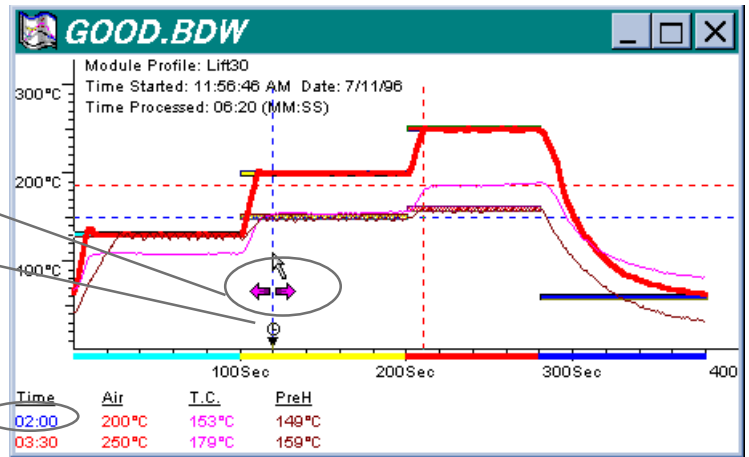 GOOD.BDW
Module Profile: Lift30
Time Started: 11:56:46 AM Date: 7/11/96
Time Processed: 06:20 (MM:SS)
300°C
200°C
100°C
100Sec 200Sec 300Sec 400
Time Air T.C. PreH
02:00 200°C 153°C 149°C
03:30 250°C 179°C 159°C